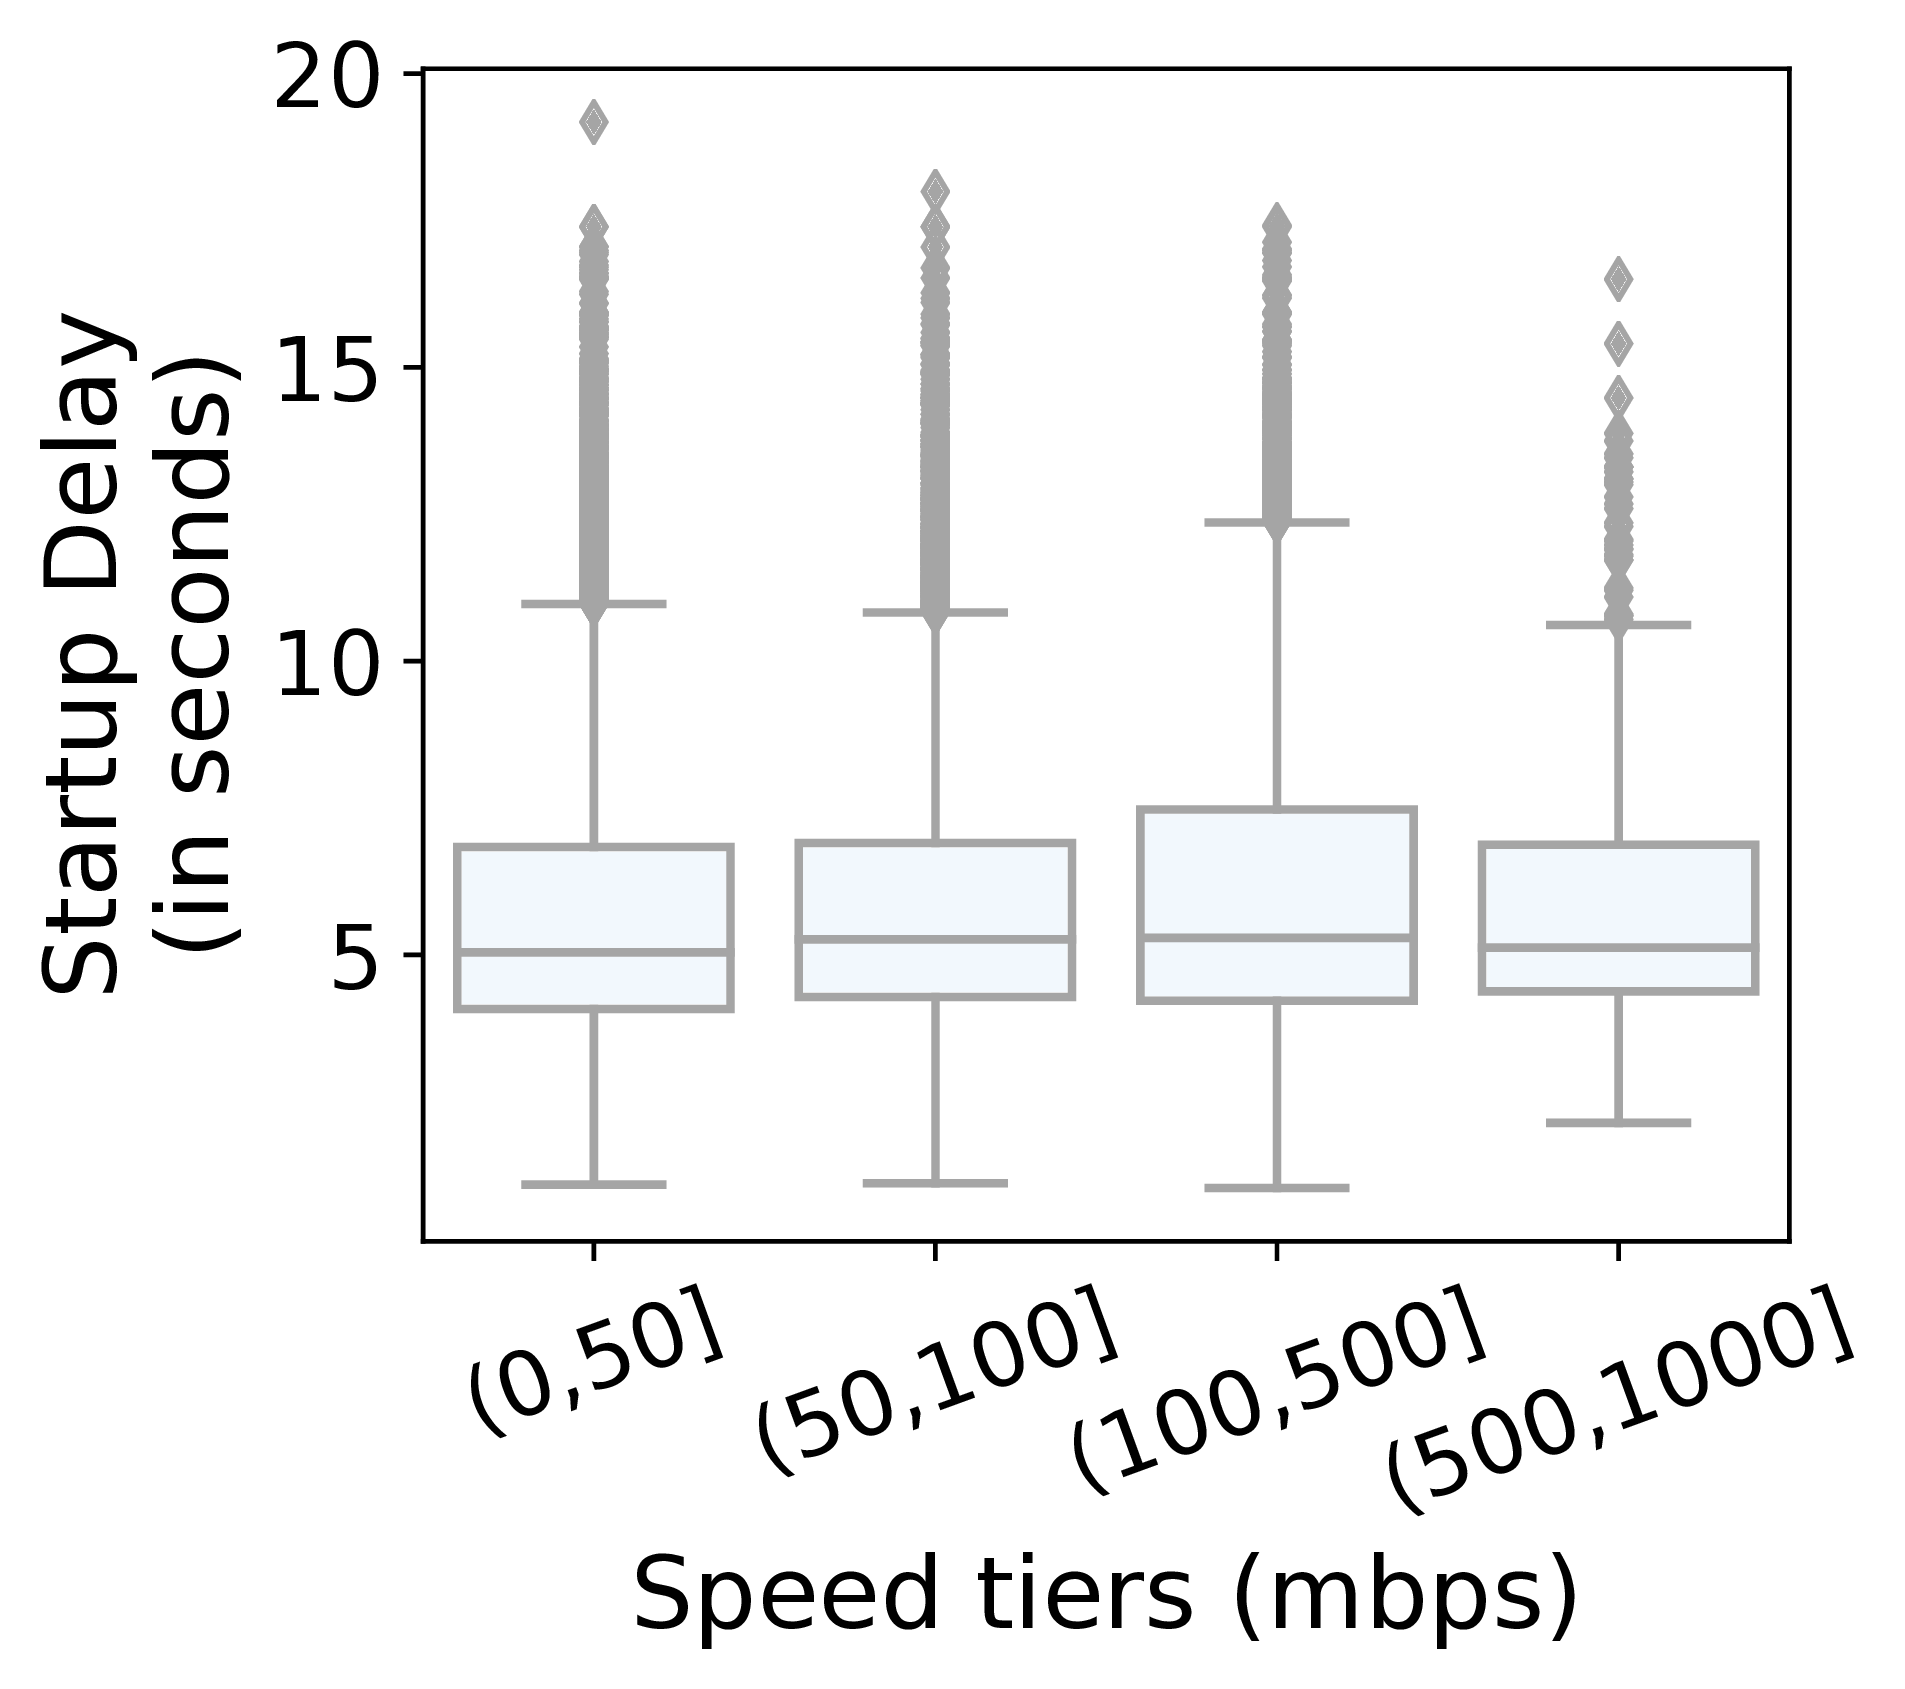 Startup Delay
(in seconds)
20
15
10
5
(0,50]
(50,100]
(100,500]
(500,1000]
Speed tiers (mbps)